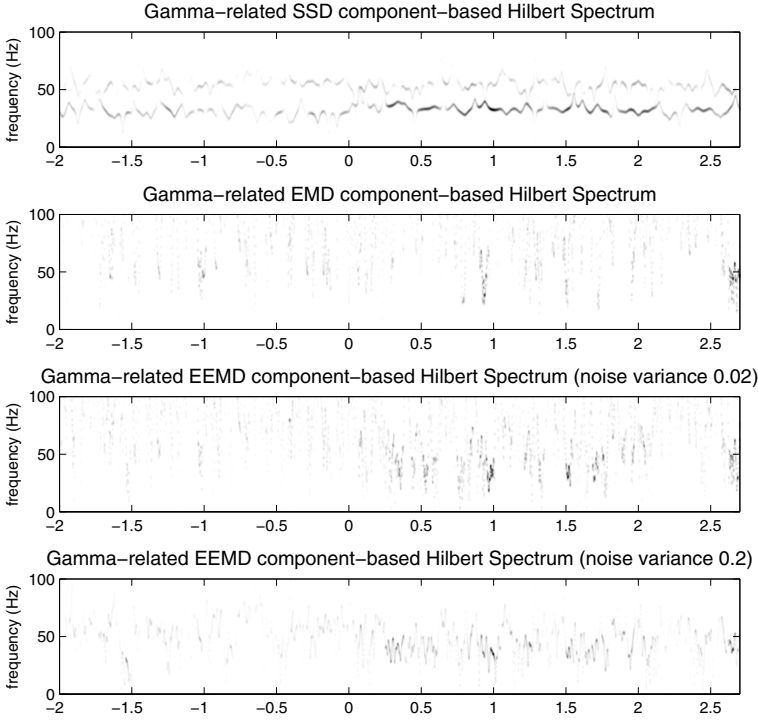 Gamma−related SSD component−based Hilbert Spectrum
frequency (Hz)
100
50
0
−2 −1.5 −1 −0.5 0 0.5 1 1.5 2 2.5
Gamma−related EMD component−based Hilbert Spectrum
frequency (Hz)
100
50
0
−2 −1.5 −1 −0.5 0 0.5 1 1.5 2 2.5
Gamma−related EEMD component−based Hilbert Spectrum (noise variance 0.02)
frequency (Hz)
100
50
0
−2 −1.5 −1 −0.5 0 0.5 1 1.5 2 2.5
Gamma−related EEMD component−based Hilbert Spectrum (noise variance 0.2)
frequency (Hz)
100
50
0
−2 −1.5 −1 −0.5 0 0.5 1 1.5 2 2.5